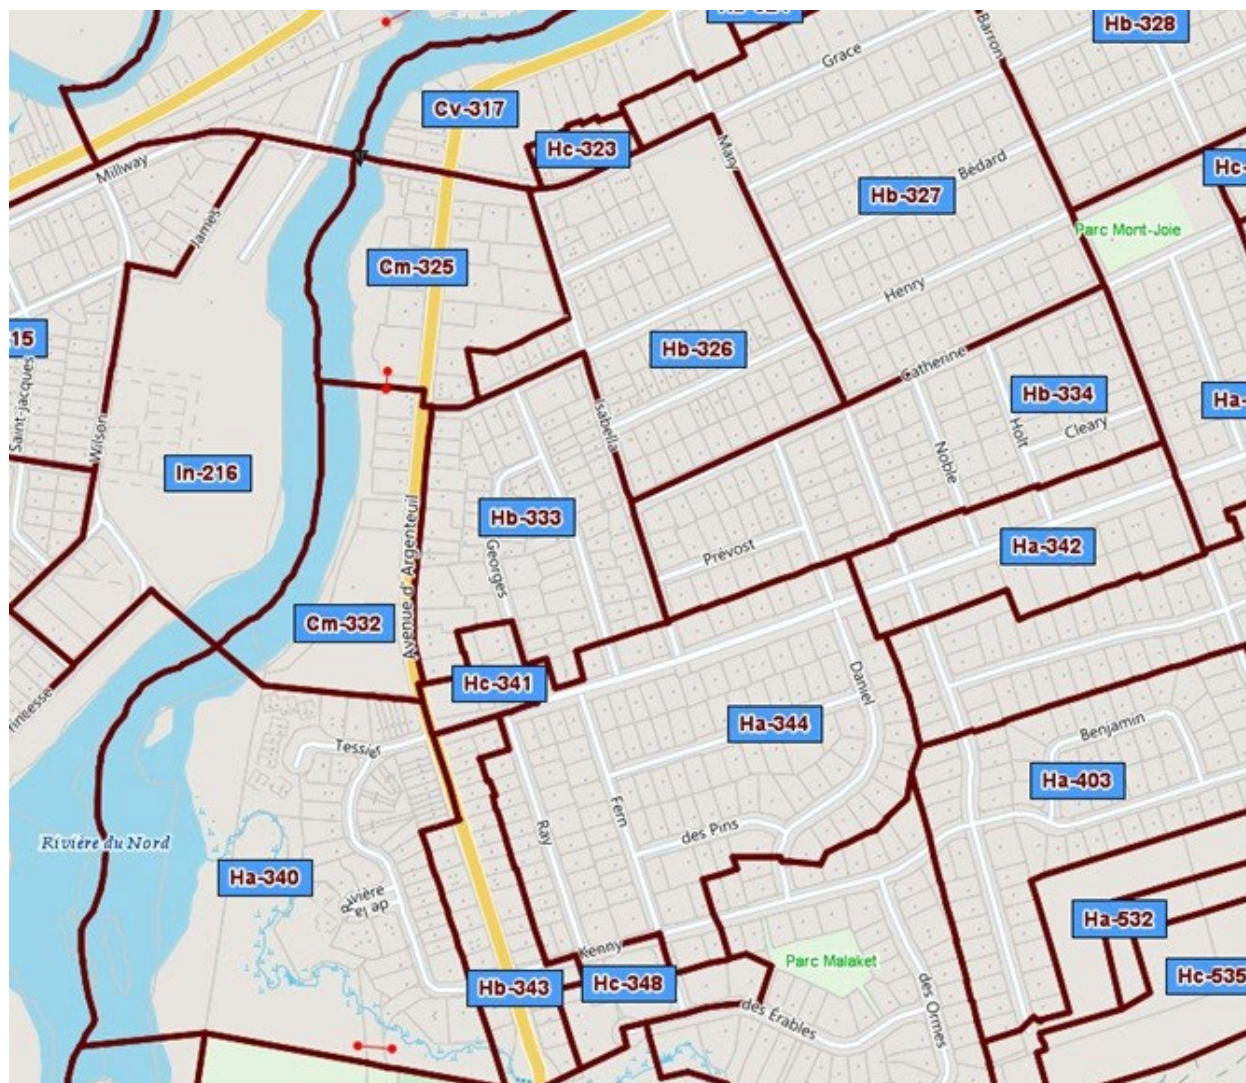 Hb-328
Barron
Grace
Cv-317
Hc-323
Mary
Millway
Bédard
Hc-
Hb-327
James
Parc Mont-Joie
Cm-325
Henry
15
Hb-326
Catherine
Saint-Jacques
Hb-334
Ha-
Isabella
Holt
Cleary
Wilson
Noble
In-216
Hb-333
Avenue d'Argenteuil
Prévost
Ha-342
Georges
Cm-332
Hc-341
Daniel
Ha-344
Benjamin
Tessier
Ha-403
Fern
Ray
des Pins
Rivière du Nord
Ha-340
Rivière
de la
Ha-532
Kenny
Parc Malaket
Hc-535
Hb-343
Hc-348
des Érables
des Ormes